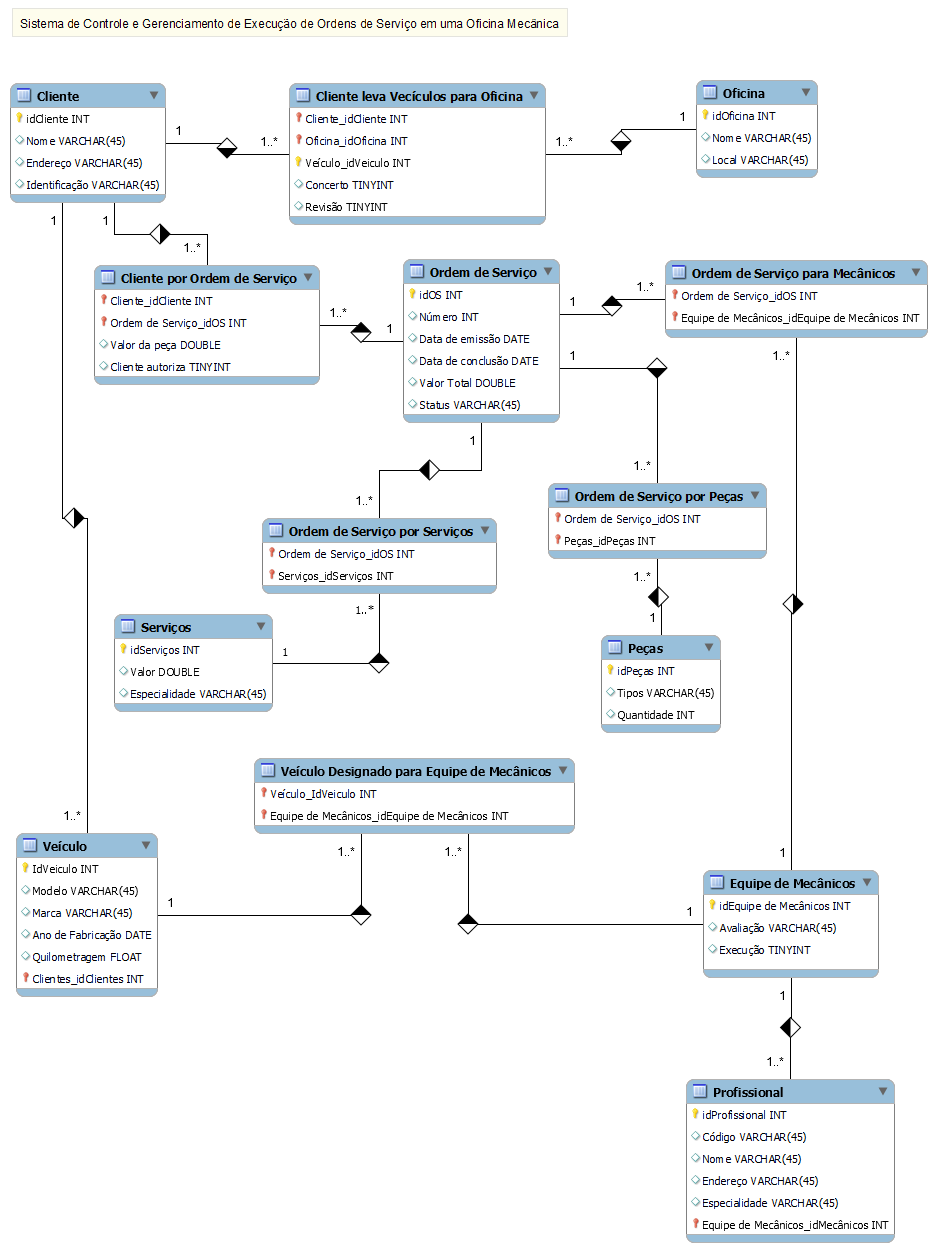 Sistema de Controle e Gerenciamento de Execução de Ordens de Serviço em uma Oficina Mecânica
Cliente
idCliente INT
Nome VARCHAR(45)
Endereço VARCHAR(45)
Identificação VARCHAR(45)
1
1..*
Cliente leva Vecículos para Oficina
Cliente_idCliente INT
Oficina_idOficina INT
Veículo_idVeiculo INT
Concerto TINYINT
Revisão TINYINT
1..*
1
Oficina
idOficina INT
Nome VARCHAR(45)
Local VARCHAR(45)
1
1
1..*
Cliente por Ordem de Serviço
Cliente_idCliente INT
Ordem de Serviço_idOS INT
Valor da peça DOUBLE
Cliente autoriza TINYINT
1..*
1
Ordem de Serviço
idOS INT
Número INT
Data de emissão DATE
Data de conclusão DATE
Valor Total DOUBLE
Status VARCHAR(45)
1
1..*
Ordem de Serviço para Mecânicos
Ordem de Serviço_idOS INT
Equipe de Mecânicos_idEquipe de Mecânicos INT
1
1..*
1
1..*
1..*
Ordem de Serviço por Serviços
Ordem de Serviço_idOS INT
Serviços_idServiços INT
Ordem de Serviço por Peças
Ordem de Serviço_idOS INT
Peças_idPeças INT
1..*
1
1..*
1
Serviços
idServiços INT
Valor DOUBLE
Especialidade VARCHAR(45)
Peças
idPeças INT
Tipos VARCHAR(45)
Quantidade INT
Veículo Designado para Equipe de Mecânicos
Veículo_IdVeiculo INT
Equipe de Mecânicos_idEquipe de Mecânicos INT
1..*
1..*
1..*
1
Veículo
IdVeiculo INT
Modelo VARCHAR(45)
Marca VARCHAR(45)
Ano de Fabricação DATE
Quilometragem FLOAT
Clientes_idClientes INT
1
1
Equipe de Mecânicos
idEquipe de Mecânicos INT
Avaliação VARCHAR(45)
Execução TINYINT
1
1..*
Profissional
idProfissional INT
Código VARCHAR(45)
Nome VARCHAR(45)
Endereço VARCHAR(45)
Especialidade VARCHAR(45)
Equipe de Mecânicos_idMecânicos INT